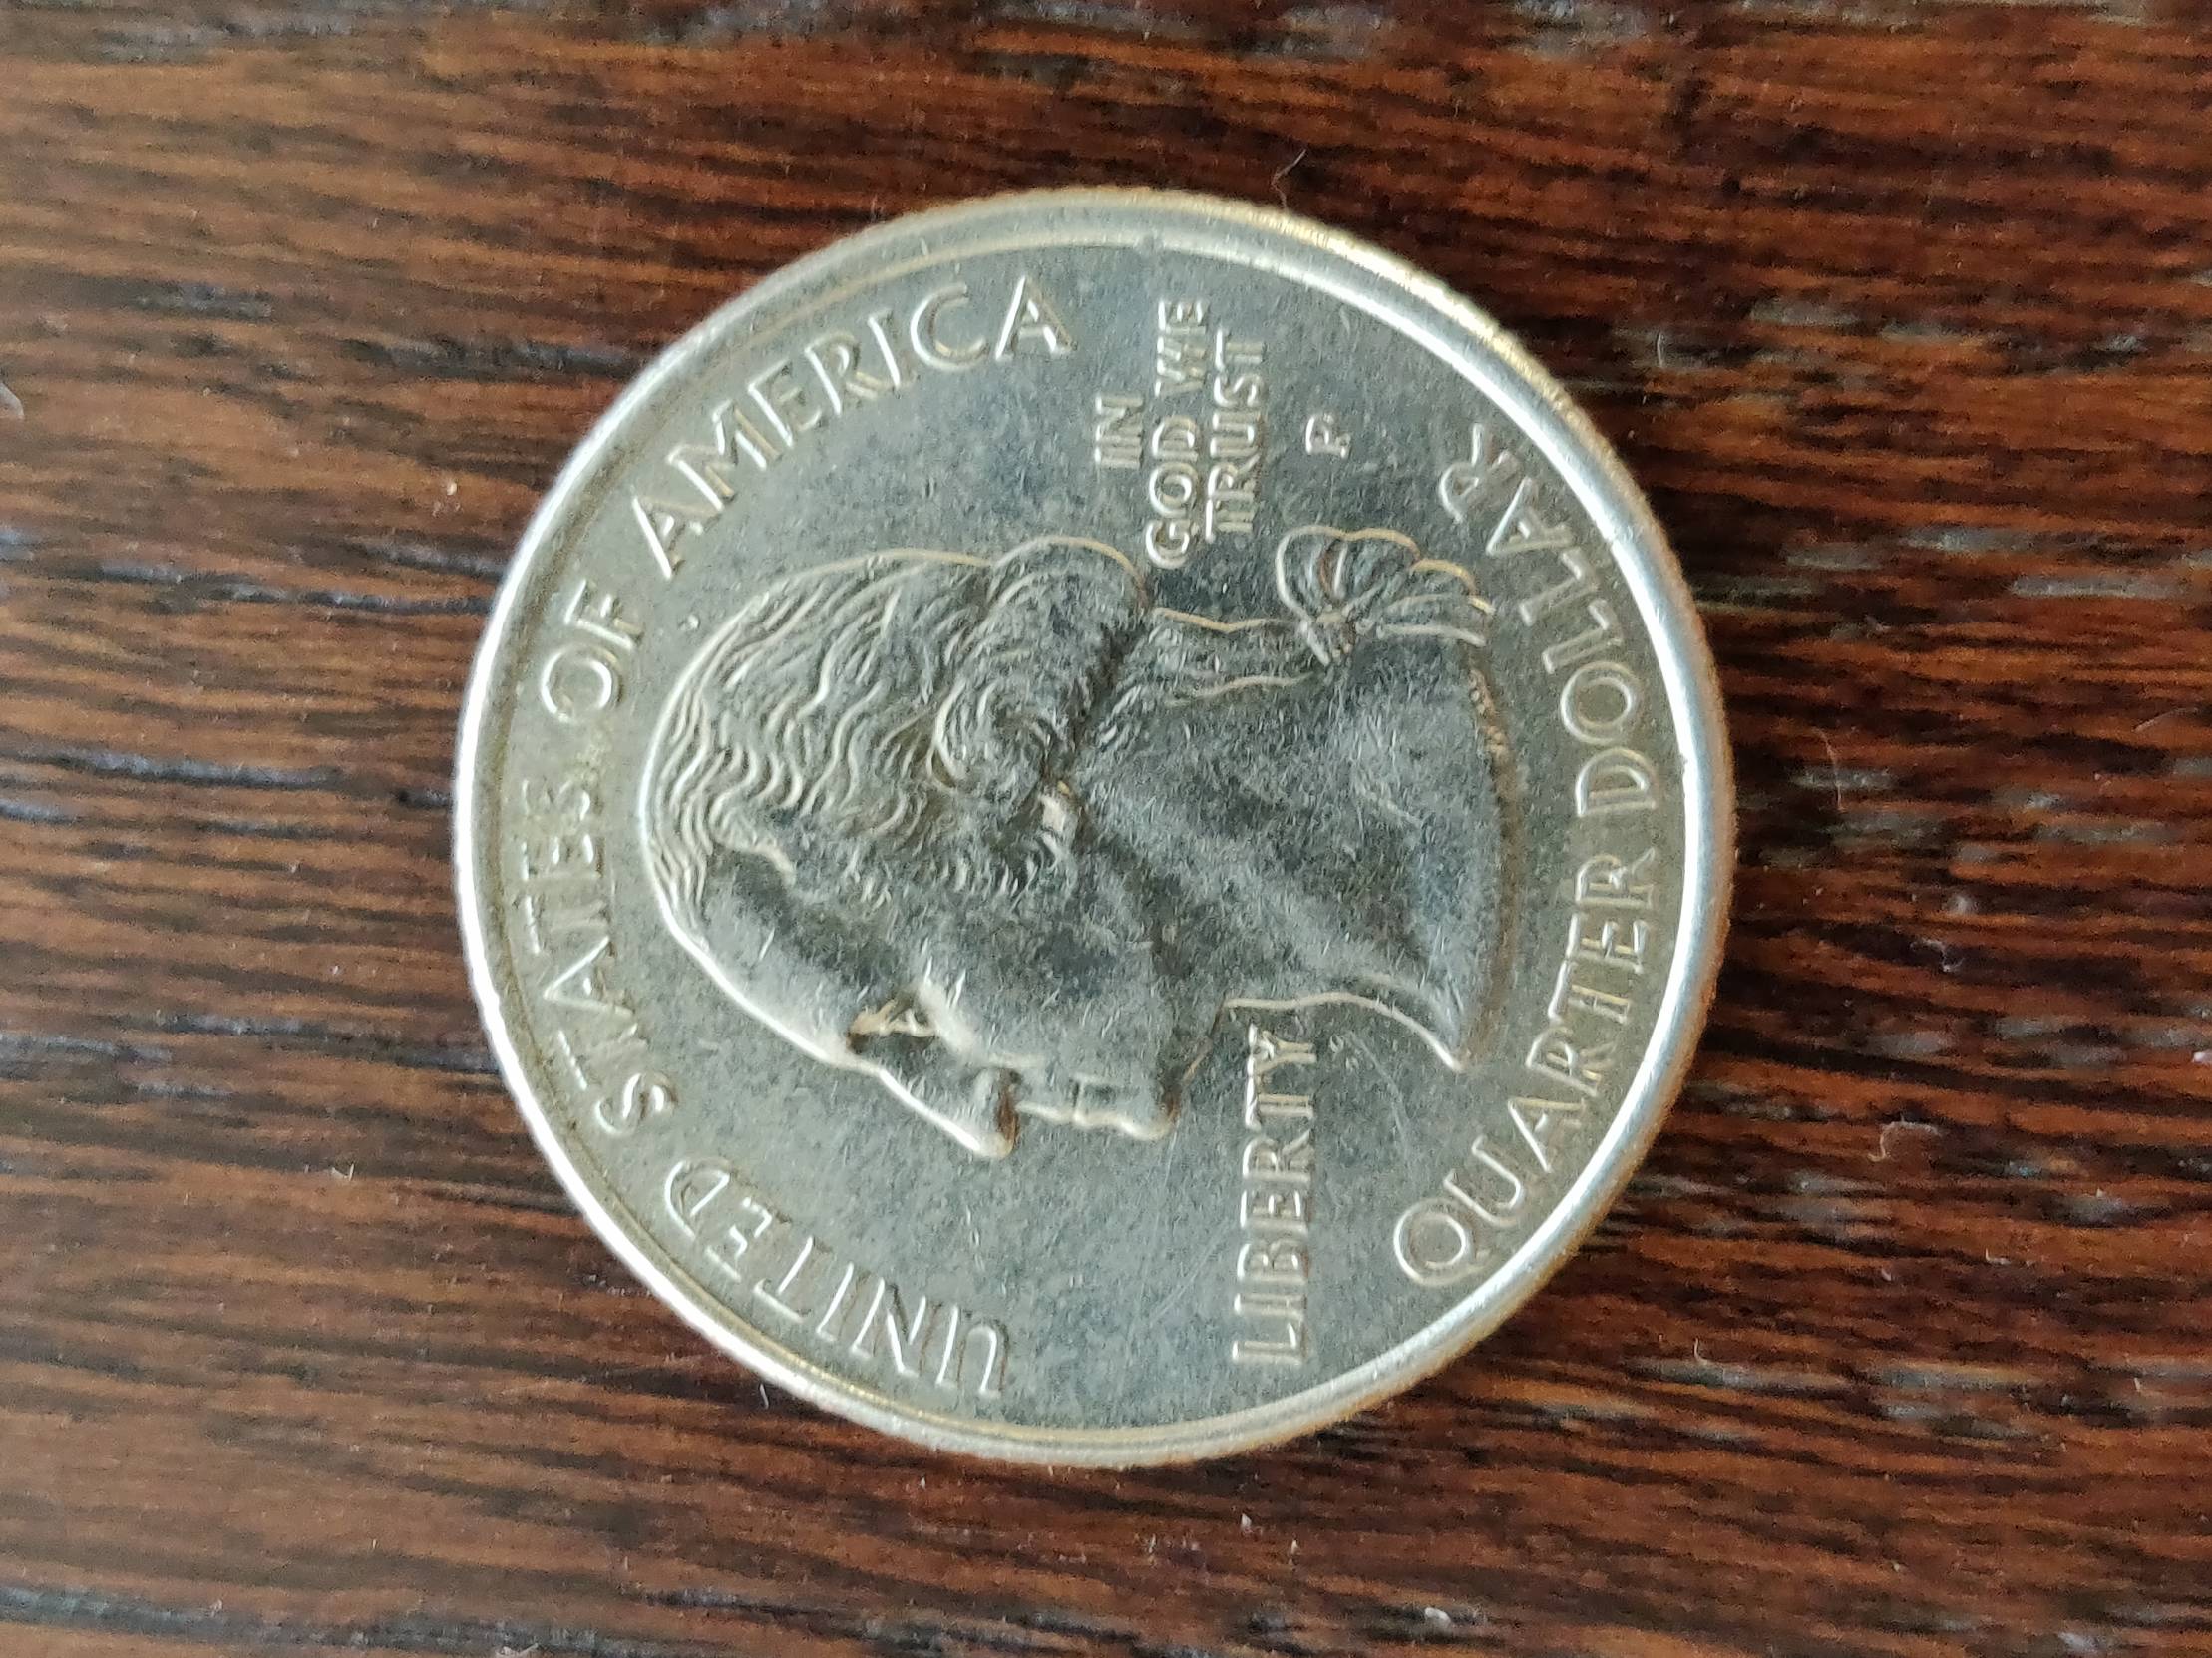 UNITED STATES OF AMERICA
LIBERTY
IN
GOD WE
TRUST
P
QUARTER DOLLAR